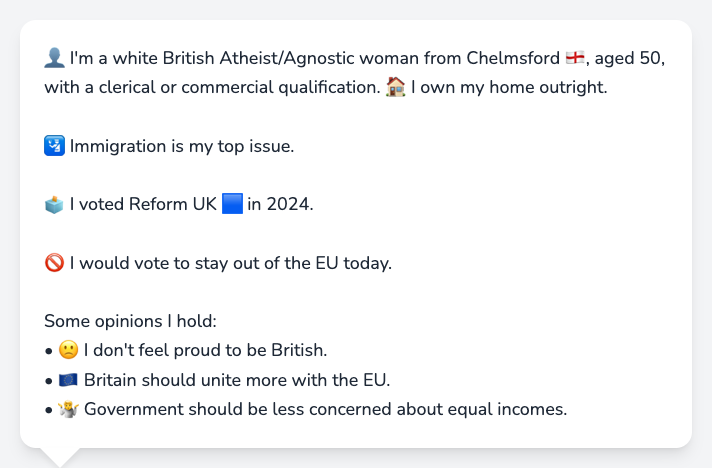 👤 I'm a white British Atheist/Agnostic woman from Chelmsford 🏴󠁧󠁢󠁥󠁮󠁧󠁿, aged 50,
with a clerical or commercial qualification. 🏠 I own my home outright.
🛂 Immigration is my top issue.
🗳️ I voted Reform UK 🟦 in 2024.
🚫 I would vote to stay out of the EU today.
Some opinions I hold:
• 🙁 I don't feel proud to be British.
• 🇪🇺 Britain should unite more with the EU.
• 🤷 Government should be less concerned about equal incomes.